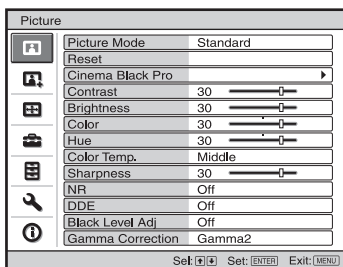 Picture
Picture Mode Standard
Reset
Cinema Black Pro
Contrast 30
Brightness 30
Color 30
Hue 30
Color Temp. Middle
Sharpness 30
NR Off
DDE Off
Black Level Adj Off
Gamma Correction Gamma2
Sel: Set: ENTER Exit: MENU